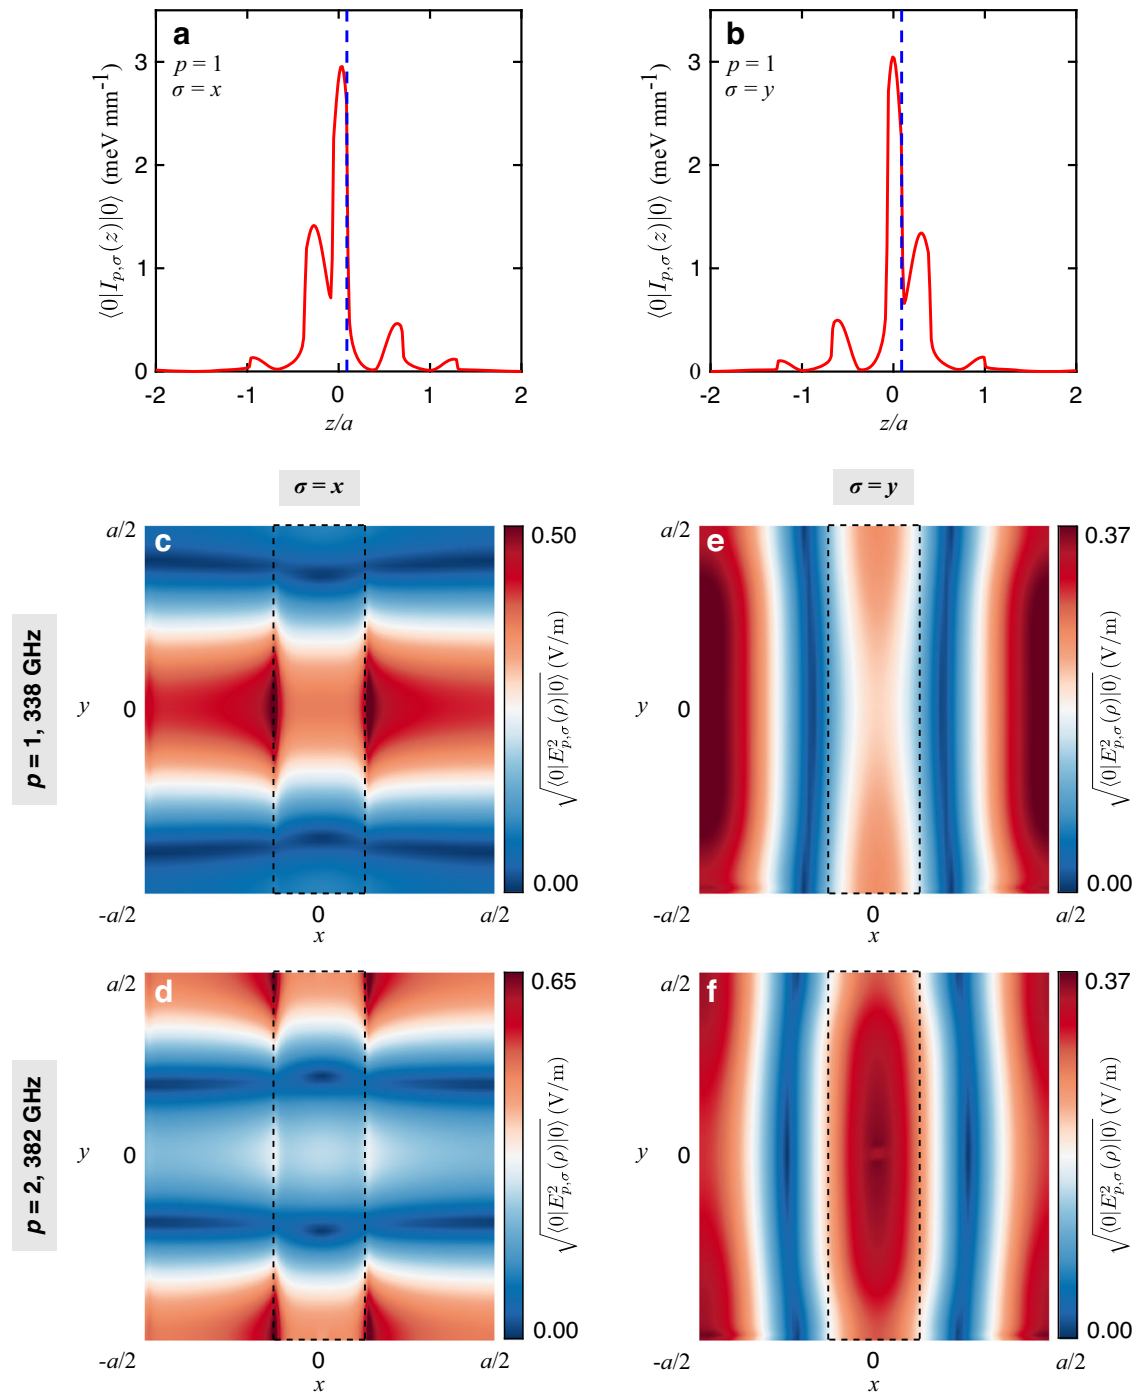 a
p = 1
σ = x
⟨0|I_{p,σ}(z)|0⟩ (meV mm⁻¹)
3
2
1
0
-2
-1
0
1
2
z/a
b
p = 1
σ = y
⟨0|I_{p,σ}(z)|0⟩ (meV mm⁻¹)
3
2
1
0
-2
-1
0
1
2
z/a
σ = x
σ = y
p = 1, 338 GHz
c
a/2
y
0
-a/2
0
a/2
x
0.50
0.00
√⟨0|E²_{p,σ}(ρ)|0⟩ (V/m)
e
a/2
y
0
-a/2
0
a/2
x
0.37
0.00
√⟨0|E²_{p,σ}(ρ)|0⟩ (V/m)
p = 2, 382 GHz
d
a/2
y
0
-a/2
0
a/2
x
0.65
0.00
√⟨0|E²_{p,σ}(ρ)|0⟩ (V/m)
f
a/2
y
0
-a/2
0
a/2
x
0.37
0.00
√⟨0|E²_{p,σ}(ρ)|0⟩ (V/m)